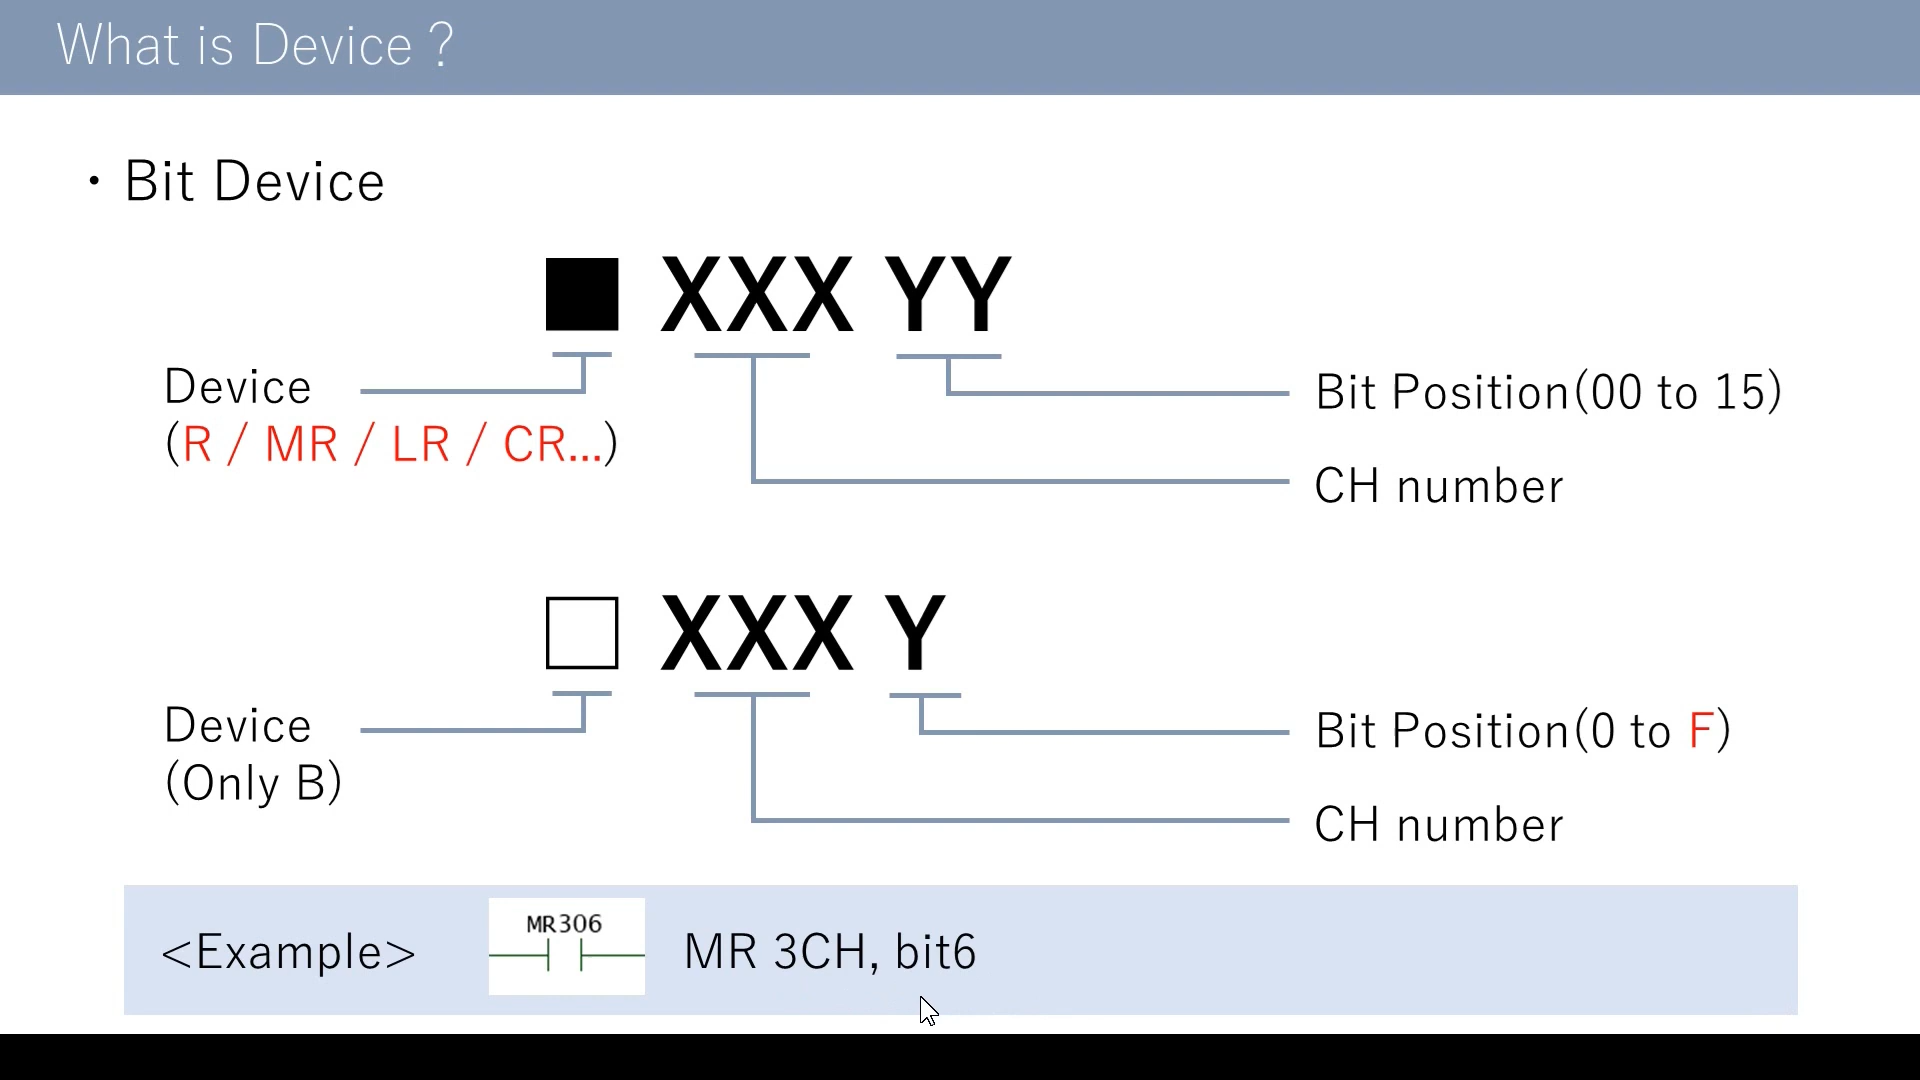 What is Device？
・Bit Device
■ XXX YY
Device
(R / MR / LR / CR...)
Bit Position(00 to 15)
CH number
□ XXX Y
Device
(Only B)
Bit Position(0 to F)
CH number
<Example>
MR306
MR 3CH, bit6